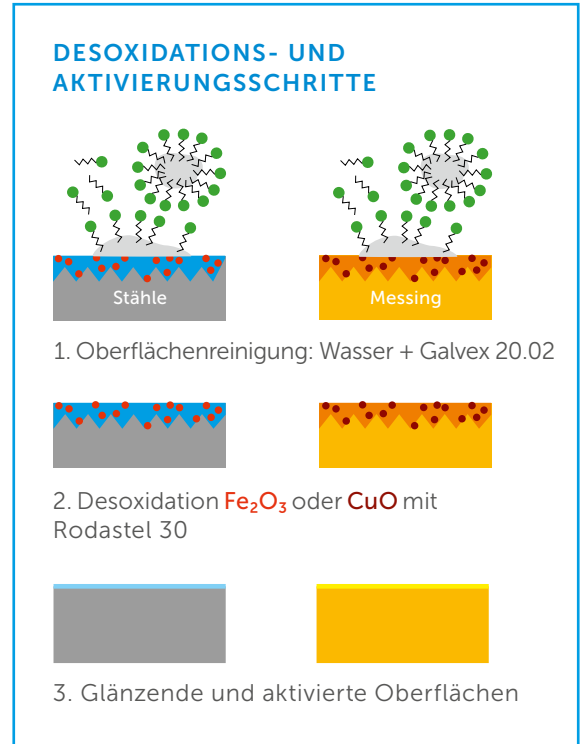 DESOXIDATIONS- UND
AKTIVIERUNGSSCHRITTE
Stähle
Messing
1. Oberflächenreinigung: Wasser + Galvex 20.02
2. Desoxidation Fe₂O₃ oder CuO mit
Rodastel 30
3. Glänzende und aktivierte Oberflächen